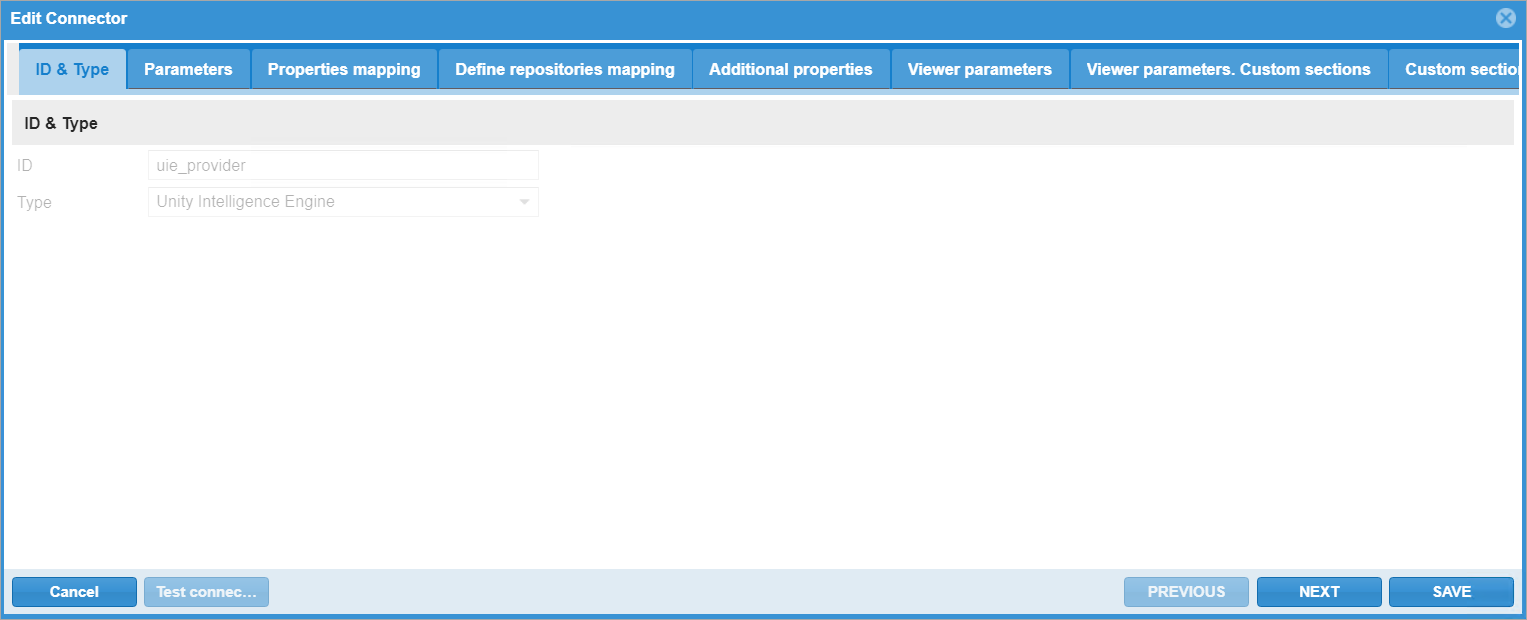 Edit Connector
ID & Type Parameters Properties mapping Define repositories mapping Additional properties Viewer parameters Viewer parameters. Custom sections Custom sectio
ID & Type
ID uie_provider
Type Unity Intelligence Engine
Cancel Test connec... PREVIOUS NEXT SAVE